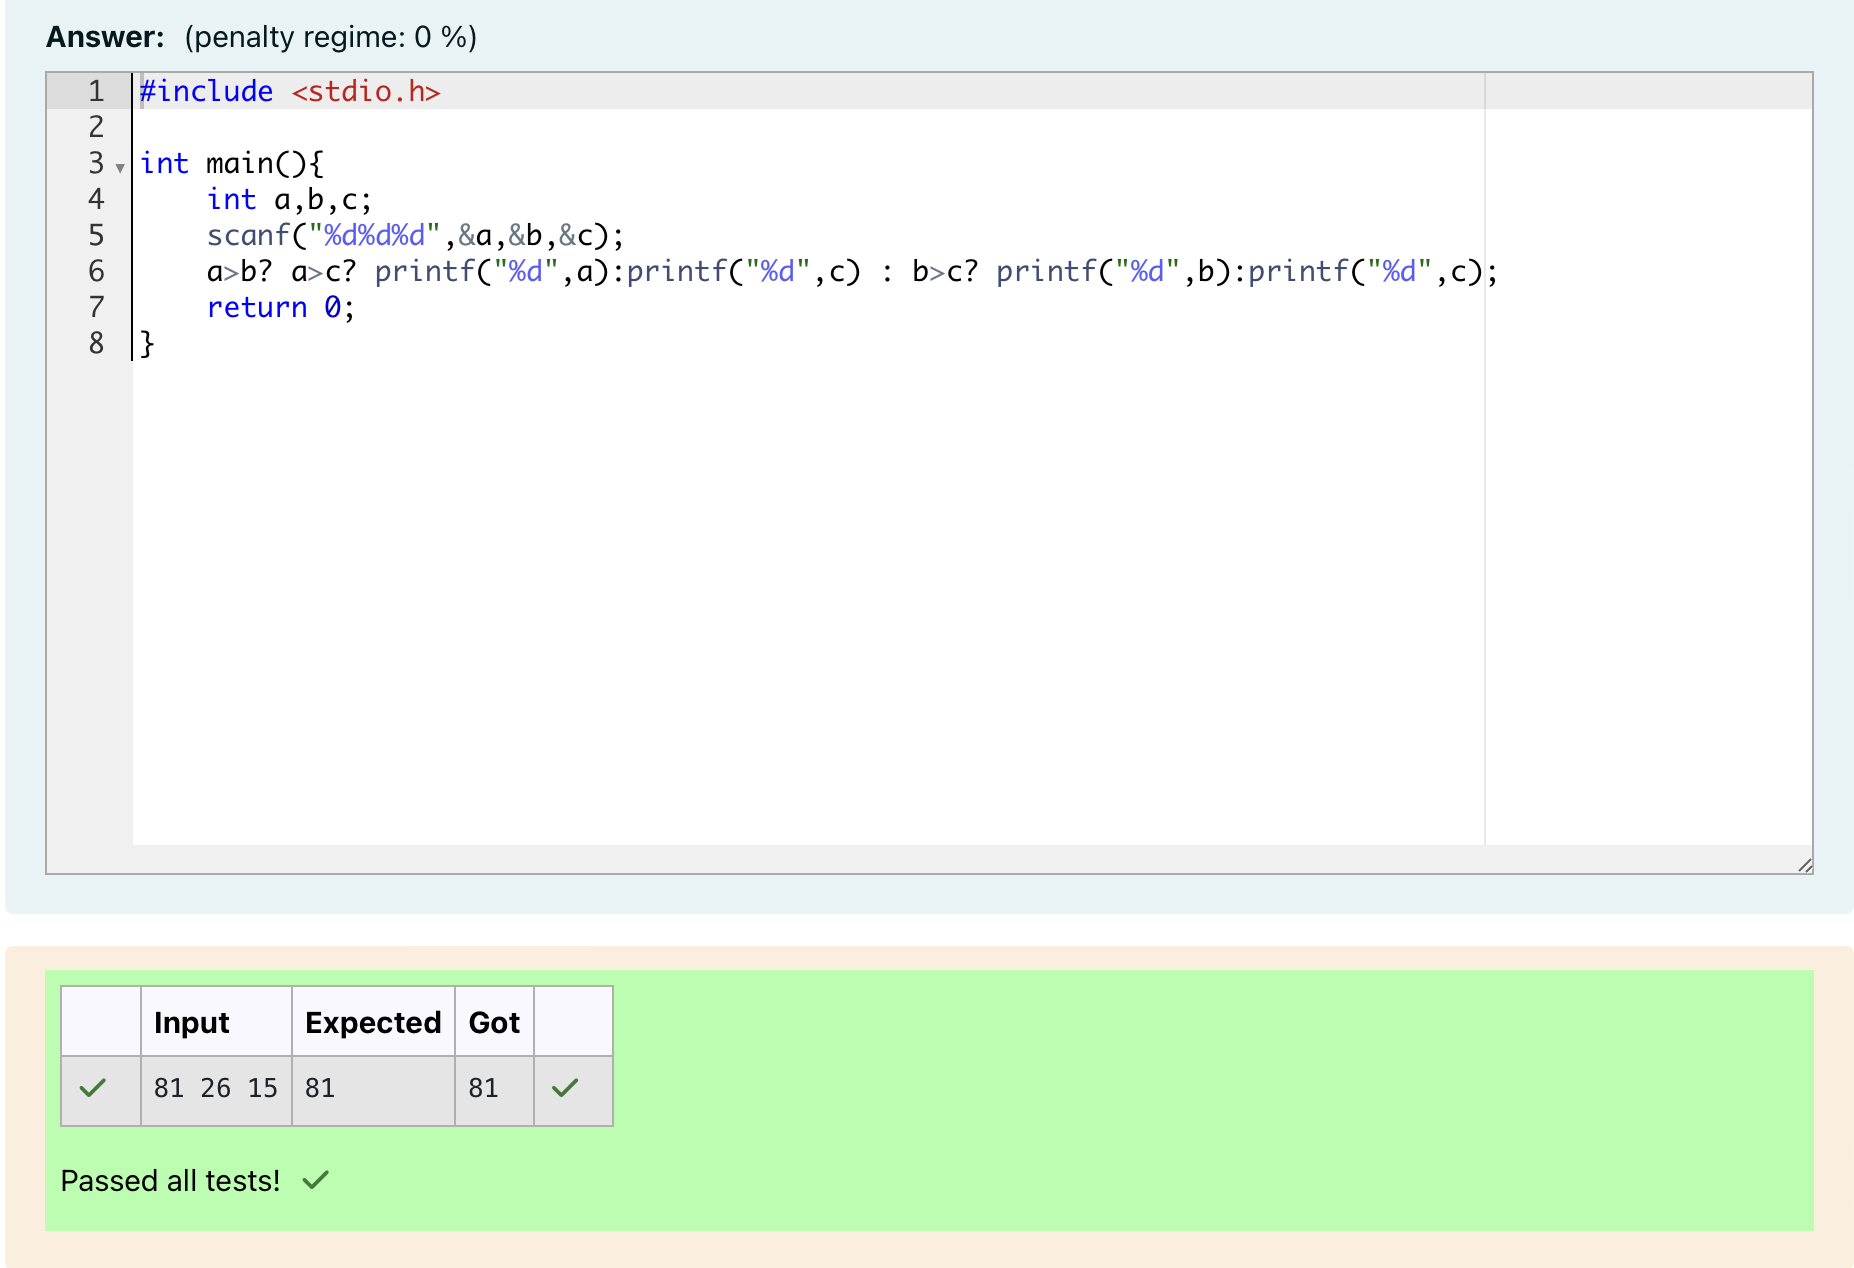 Answer: (penalty regime: 0 %)
1 #include <stdio.h>
2
3 int main(){
4     int a,b,c;
5     scanf("%d%d%d",&a,&b,&c);
6     a>b? a>c? printf("%d",a):printf("%d",c) : b>c? printf("%d",b):printf("%d",c);
7     return 0;
8 }
Input Expected Got
81 26 15 81 81
Passed all tests!